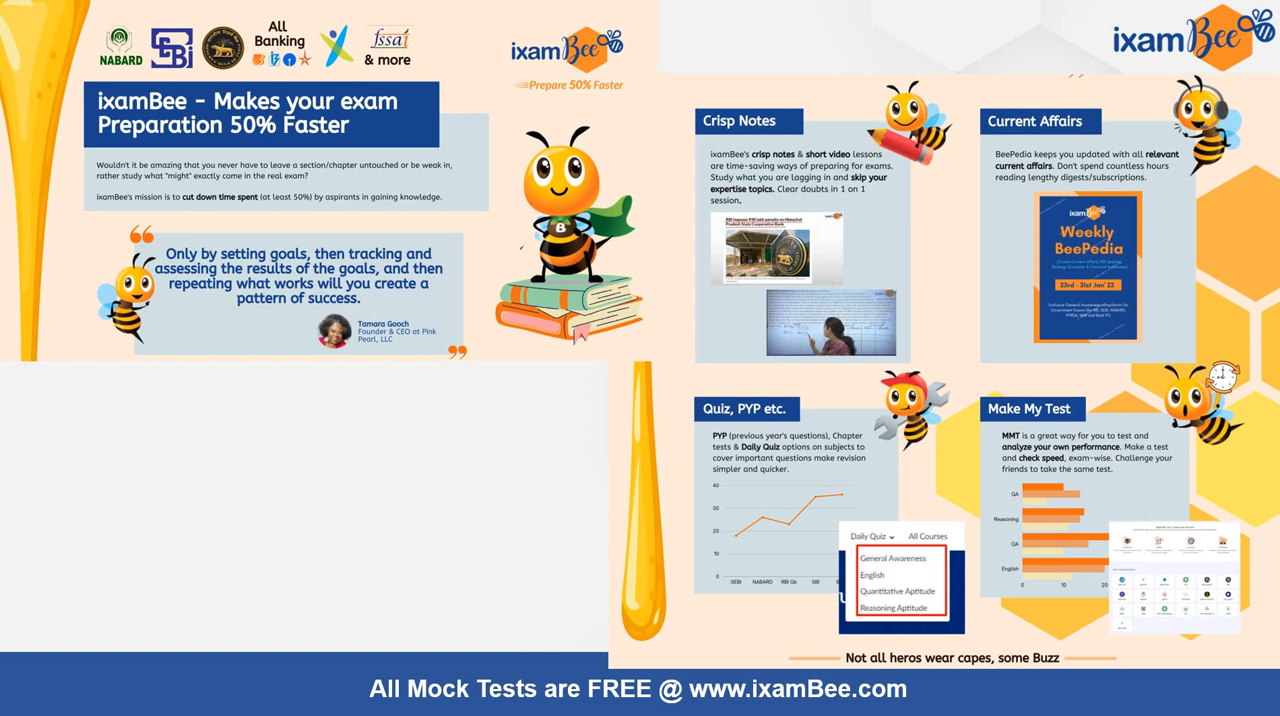 NABARD
SEBI
All
Banking
fssai
& more
ixamBee
Prepare 50% Faster
ixamBee - Makes your exam
Preparation 50% Faster
Wouldn't it be amazing that you never have to leave a section/chapter untouched or be weak in,
rather study what "might" exactly come in the real exam?
ixamBee's mission is to cut down time spent (at least 50%) by aspirants in gaining knowledge.
B
Only by setting goals, then tracking and
assessing the results of the goals, and then
repeating what works will you create a
pattern of success.
Tamara Gooch
Founder & CEO at Pink
Pearl, LLC
ixamBee
Crisp Notes
ixamBee's crisp notes & short video lessons
are time-saving ways of preparing for exams.
Study what you are lagging in and skip your
expertise topics. Clear doubts in 1 on 1
session.
RBI imposes ₹40 lakh penalty on Himachal
Pradesh State Cooperative Bank
Current Affairs
BeePedia keeps you updated with all relevant
current affairs. Don't spend countless hours
reading lengthy digests/subscriptions.
ixamBee
Weekly
BeePedia
23rd - 31st Jan' 22
Quiz, PYP etc.
PYP (previous year's questions), Chapter
tests & Daily Quiz options on subjects to
cover important questions make revision
simpler and quicker.
40
30
20
10
0
SEBI NABARD RBI Gb SBI
Daily Quiz All Courses
General Awareness
English
Quantitative Aptitude
Reasoning Aptitude
Make My Test
MMT is a great way for you to test and
analyze your own performance. Make a test
and check speed, exam-wise. Challenge your
friends to take the same test.
GA
Reasoning
QA
English
0 10 20
Not all heros wear capes, some Buzz
All Mock Tests are FREE @ www.ixamBee.com